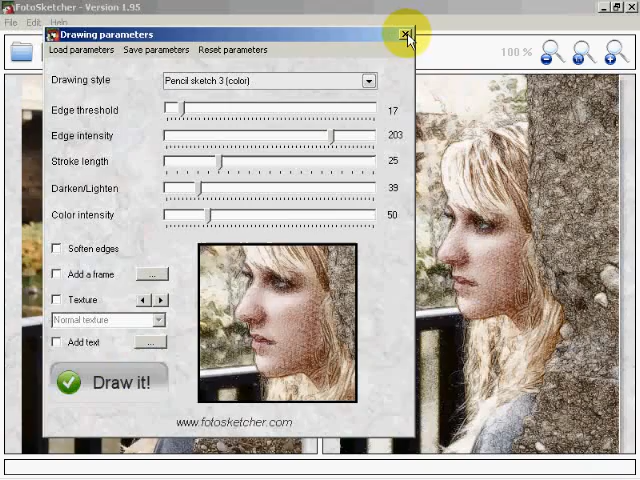 FotoSketcher - Version 1.95
File Edit Help
Drawing parameters
Load parameters Save parameters Reset parameters
100 %
Drawing style Pencil sketch 3 (color)
Edge threshold 17
Edge intensity 203
Stroke length 25
Darken/Lighten 39
Color intensity 50
Soften edges
Add a frame ...
Texture
Normal texture
Add text ...
Draw it!
www.fotosketcher.com